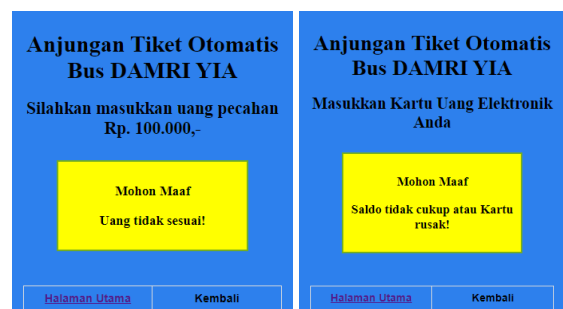 Anjungan Tiket Otomatis
Bus DAMRI YIA
Silahkan masukkan uang pecahan
Rp. 100.000,-
Mohon Maaf
Uang tidak sesuai!
Halaman Utama
Kembali
Anjungan Tiket Otomatis
Bus DAMRI YIA
Masukkan Kartu Uang Elektronik
Anda
Mohon Maaf
Saldo tidak cukup atau Kartu
rusak!
Halaman Utama
Kembali